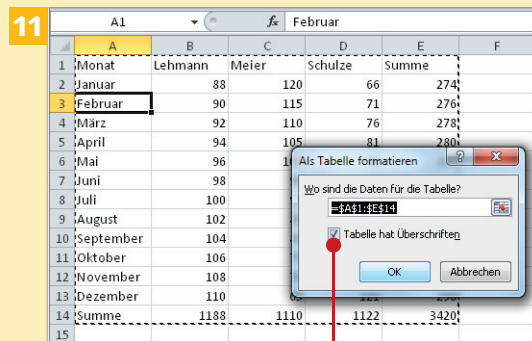 11
A1 fx Februar
A B C D E F
1 Monat Lehmann Meier Schulze Summe
2 Januar 88 120 66 274
3 Februar 90 115 71 276
4 März 92 110 76 278
5 April 94 105 81 280
6 Mai 96
7 Juni 98
8 Juli 100
9 August 102
10 September 104
11 Oktober 106
12 November 108
13 Dezember 110
14 Summe 1188 1110 1122 3420
15
Als Tabelle formatieren ? X
Wo sind die Daten für die Tabelle?
=$A$1:$E$14
Tabelle hat Überschriften
OK Abbrechen